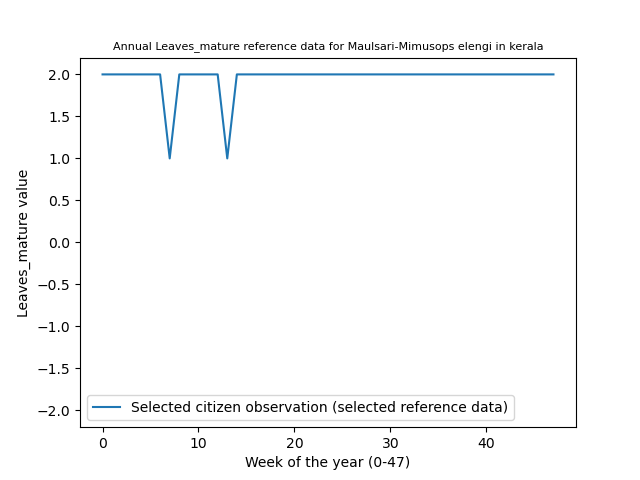 Annual Leaves_mature reference data for Maulsari-Mimusops elengi in kerala
2.0
1.5
1.0
0.5
0.0
−0.5
−1.0
−1.5
−2.0
Leaves_mature value
Selected citizen observation (selected reference data)
0 10 20 30 40
Week of the year (0-47)